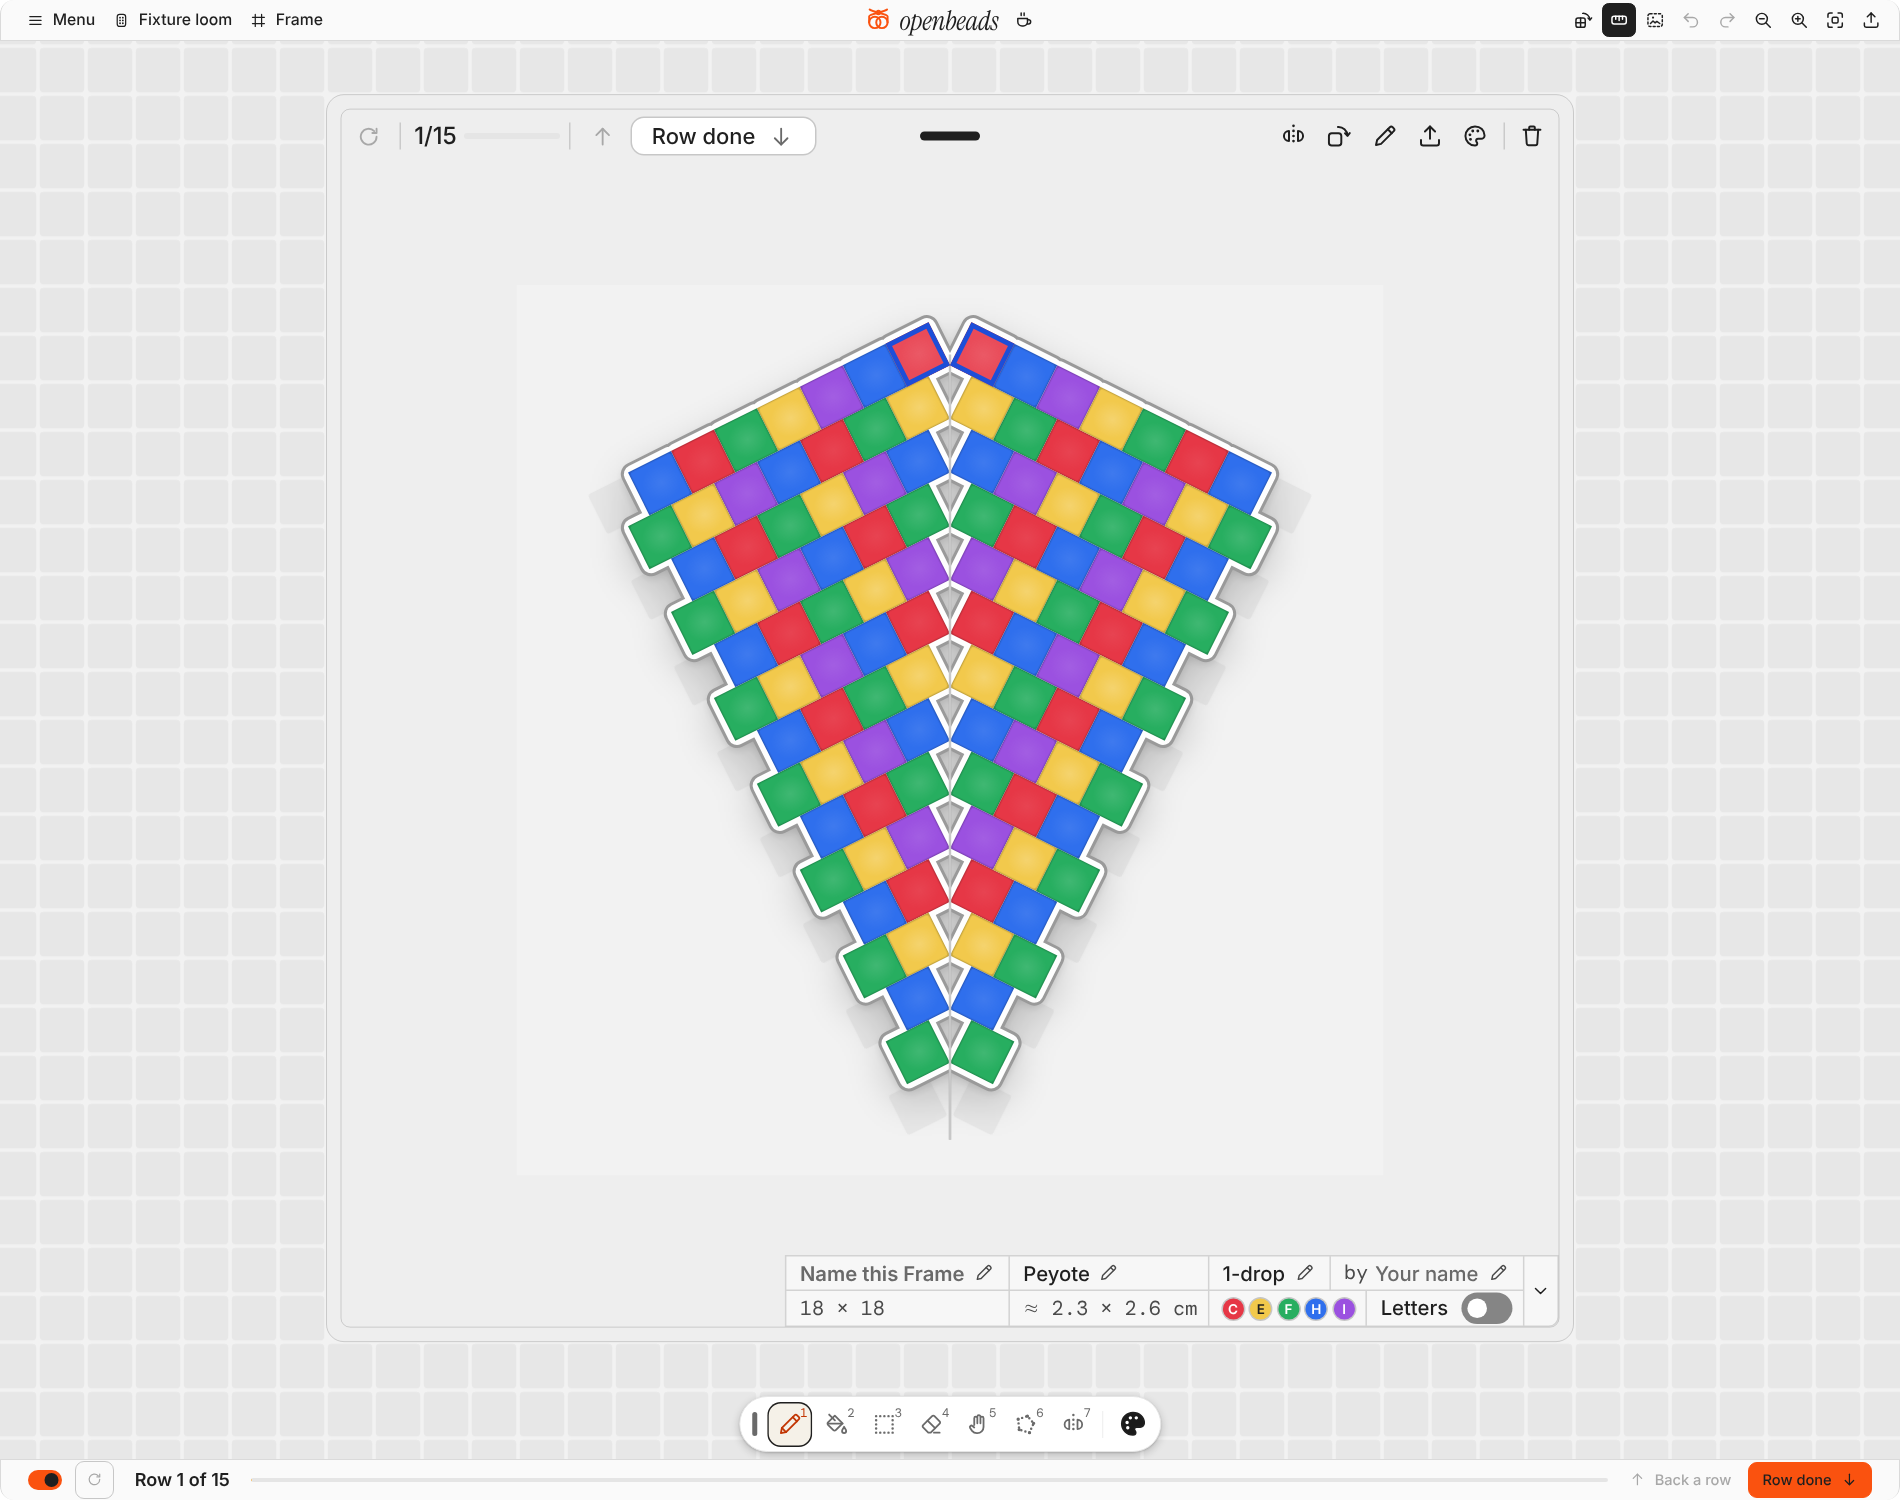 Menu Fixture loom Frame openbeads
1/15 Row done
Name this Frame Peyote 1-drop by Your name
18 × 18 ≈ 2.3 × 2.6 cm C E F H I Letters
1 2 3 4 5 6 7
Row 1 of 15 Back a row Row done